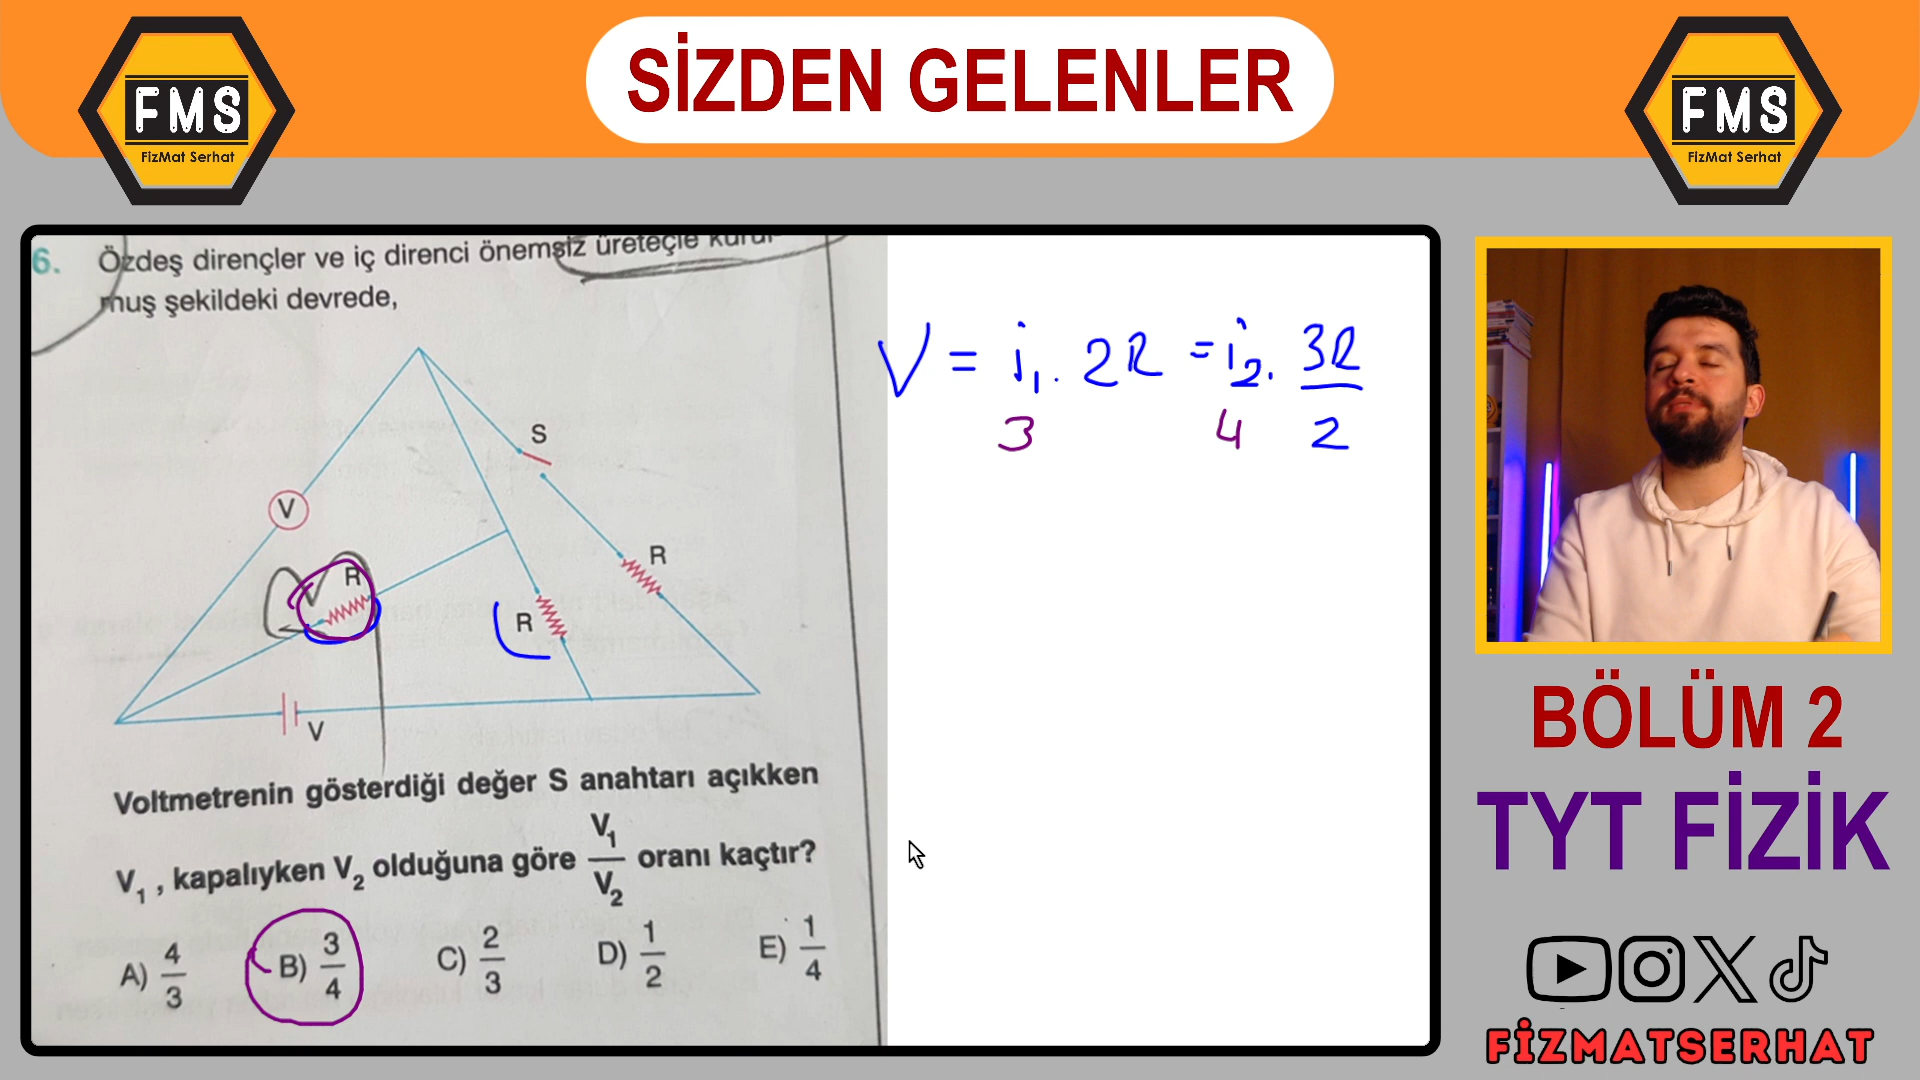 SİZDEN GELENLER
FMS
FizMat Serhat
FMS
FizMat Serhat
6. Özdeş dirençler ve iç direnci önemsiz üreteçle kurul-
muş şekildeki devrede,
S
V
R
R
R
V
V = i₁ . 2R = i₂ . 3R
2
3 4
Voltmetrenin gösterdiği değer S anahtarı açıkken
V₁ , kapalıyken V₂ olduğuna göre V₁/V₂ oranı kaçtır?
A) 4/3 B) 3/4 C) 2/3 D) 1/2 E) 1/4
BÖLÜM 2
TYT FİZİK
FİZMATSERHAT